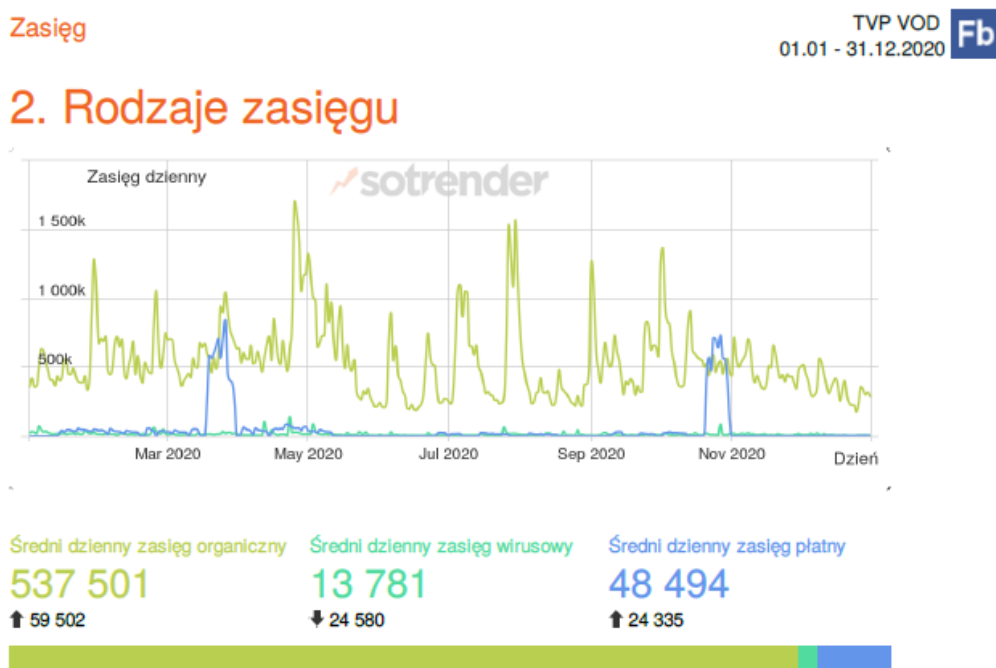 Zasięg
TVP VOD
01.01 - 31.12.2020
Fb
2. Rodzaje zasięgu
Zasięg dzienny
sotrender
1 500k
1 000k
500k
Mar 2020
May 2020
Jul 2020
Sep 2020
Nov 2020
Dzień
Średni dzienny zasięg organiczny
537 501
59 502
Średni dzienny zasięg wirusowy
13 781
24 580
Średni dzienny zasięg płatny
48 494
24 335